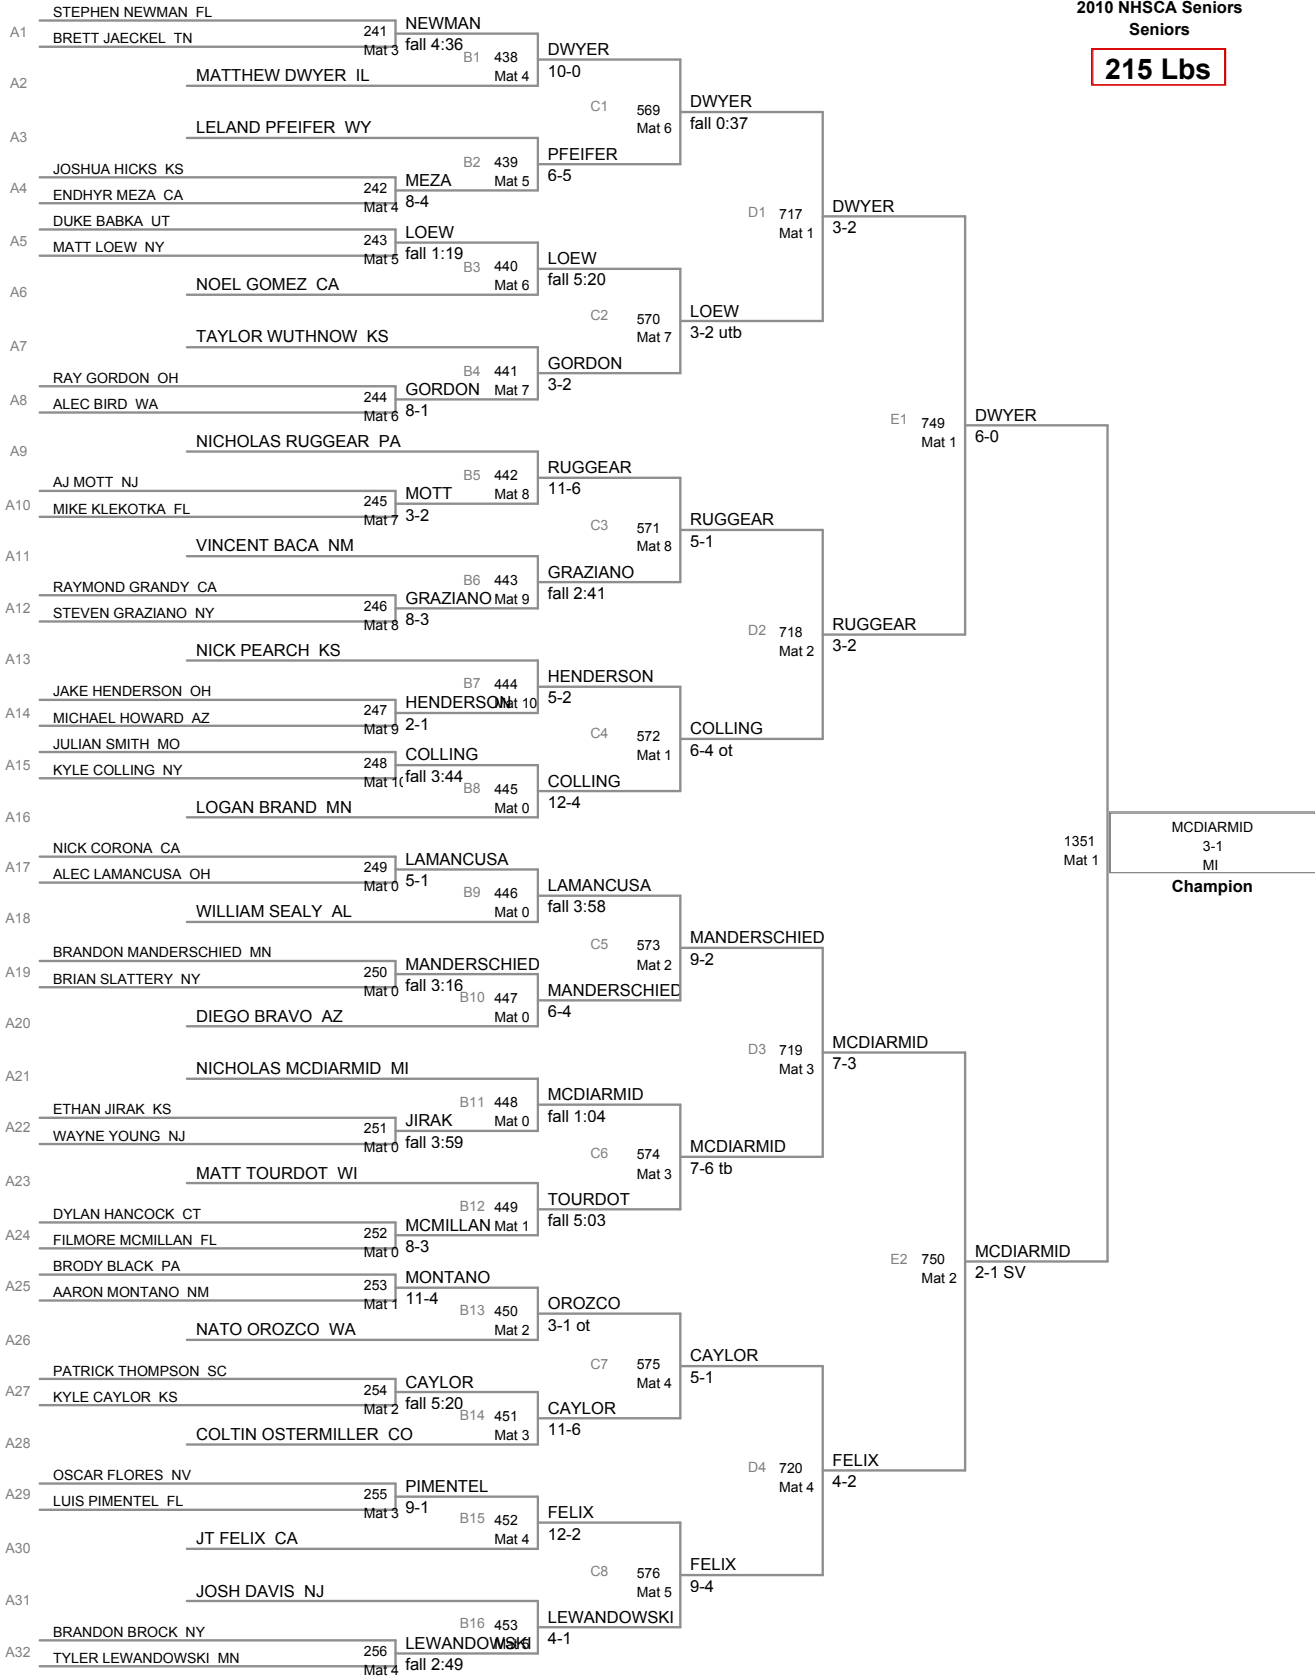 2010 NHSCA Seniors
Seniors
215 Lbs
A1
STEPHEN NEWMAN FL
BRETT JAECKEL TN
241
Mat 3
NEWMAN
fall 4:36
A2
MATTHEW DWYER IL
B1 438
Mat 4
DWYER
10-0
A3
LELAND PFEIFER WY
C1 569
Mat 6
DWYER
fall 0:37
A4
JOSHUA HICKS KS
ENDHYR MEZA CA
242
Mat 4
MEZA
8-4
B2 439
Mat 5
PFEIFER
6-5
A5
DUKE BABKA UT
MATT LOEW NY
243
Mat 5
LOEW
fall 1:19
D1 717
Mat 1
DWYER
3-2
A6
NOEL GOMEZ CA
B3 440
Mat 6
LOEW
fall 5:20
A7
TAYLOR WUTHNOW KS
C2 570
Mat 7
LOEW
3-2 utb
A8
RAY GORDON OH
ALEC BIRD WA
244
Mat 6
GORDON
8-1
B4 441
Mat 7
GORDON
3-2
E1 749
Mat 1
DWYER
6-0
A9
NICHOLAS RUGGEAR PA
A10
AJ MOTT NJ
MIKE KLEKOTKA FL
245
Mat 7
MOTT
3-2
B5 442
Mat 8
RUGGEAR
11-6
A11
VINCENT BACA NM
C3 571
Mat 8
RUGGEAR
5-1
A12
RAYMOND GRANDY CA
STEVEN GRAZIANO NY
246
Mat 8
GRAZIANO
8-3
B6 443
Mat 9
GRAZIANO
fall 2:41
D2 718
Mat 2
RUGGEAR
3-2
A13
NICK PEARCH KS
A14
JAKE HENDERSON OH
MICHAEL HOWARD AZ
247
Mat 9
HENDERSON
2-1
B7 444
Mat 10
HENDERSON
5-2
C4 572
Mat 1
COLLING
6-4 ot
A15
JULIAN SMITH MO
KYLE COLLING NY
248
Mat 10
COLLING
fall 3:44
A16
LOGAN BRAND MN
B8 445
Mat 0
COLLING
12-4
1351
Mat 1
MCDIARMID
3-1
MI
Champion
A17
NICK CORONA CA
ALEC LAMANCUSA OH
249
Mat 0
LAMANCUSA
5-1
A18
WILLIAM SEALY AL
B9 446
Mat 0
LAMANCUSA
fall 3:58
C5 573
Mat 2
MANDERSCHIED
9-2
A19
BRANDON MANDERSCHIED MN
BRIAN SLATTERY NY
250
Mat 0
MANDERSCHIED
fall 3:16
A20
DIEGO BRAVO AZ
B10 447
Mat 0
MANDERSCHIED
6-4
D3 719
Mat 3
MCDIARMID
7-3
A21
NICHOLAS MCDIARMID MI
A22
ETHAN JIRAK KS
WAYNE YOUNG NJ
251
Mat 0
JIRAK
fall 3:59
B11 448
Mat 0
MCDIARMID
fall 1:04
C6 574
Mat 3
MCDIARMID
7-6 tb
A23
MATT TOURDOT WI
A24
DYLAN HANCOCK CT
FILMORE MCMILLAN FL
252
Mat 0
MCMILLAN
8-3
B12 449
Mat 1
TOURDOT
fall 5:03
E2 750
Mat 2
MCDIARMID
2-1 SV
A25
BRODY BLACK PA
AARON MONTANO NM
253
Mat 1
MONTANO
11-4
A26
NATO OROZCO WA
B13 450
Mat 2
OROZCO
3-1 ot
C7 575
Mat 4
CAYLOR
5-1
A27
PATRICK THOMPSON SC
KYLE CAYLOR KS
254
Mat 2
CAYLOR
fall 5:20
A28
COLTIN OSTERMILLER CO
B14 451
Mat 3
CAYLOR
11-6
D4 720
Mat 4
FELIX
4-2
A29
OSCAR FLORES NV
LUIS PIMENTEL FL
255
Mat 3
PIMENTEL
9-1
A30
JT FELIX CA
B15 452
Mat 4
FELIX
12-2
C8 576
Mat 5
FELIX
9-4
A31
JOSH DAVIS NJ
A32
BRANDON BROCK NY
TYLER LEWANDOWSKI MN
256
Mat 4
LEWANDOWSKI
fall 2:49
B16 453
Mat 5
LEWANDOWSKI
4-1